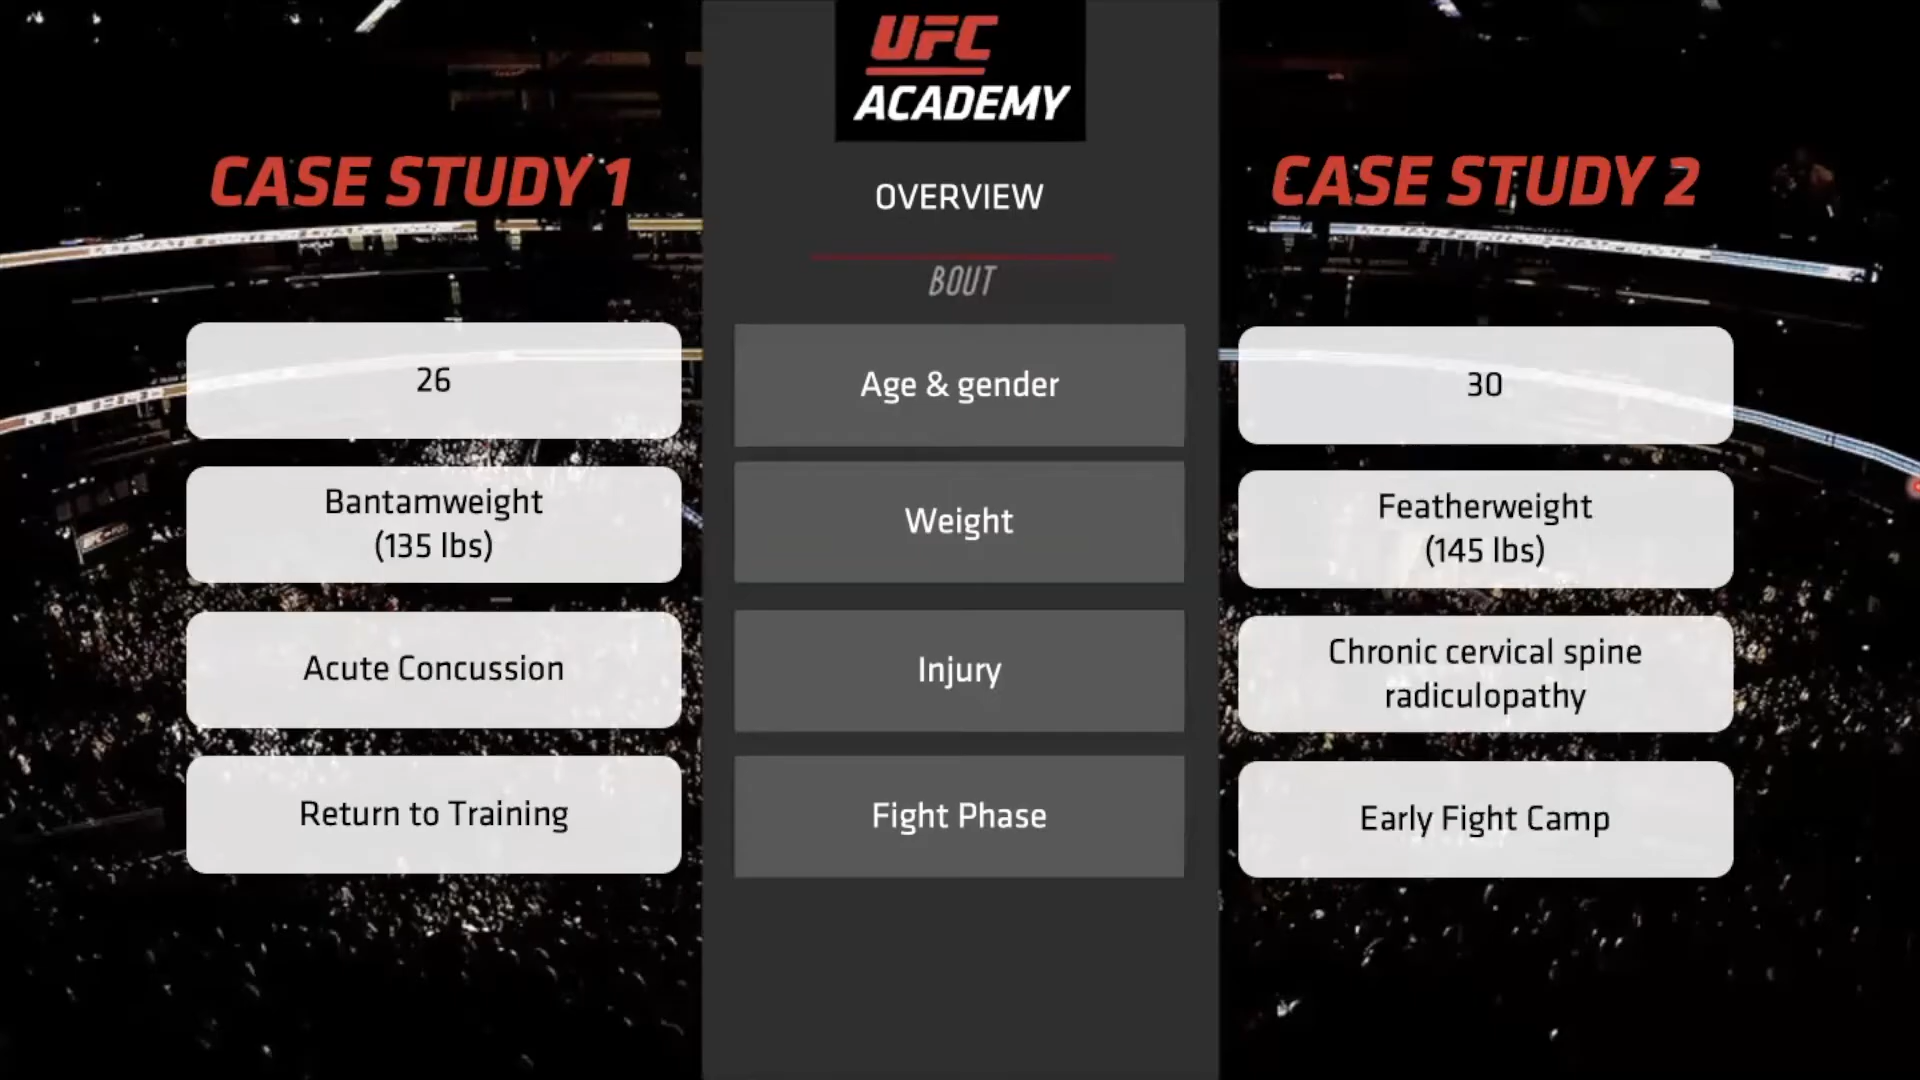 UFC
ACADEMY
CASE STUDY 1
OVERVIEW
CASE STUDY 2
BOUT
26
Age & gender
30
Bantamweight
(135 lbs)
Weight
Featherweight
(145 lbs)
Acute Concussion
Injury
Chronic cervical spine
radiculopathy
Return to Training
Fight Phase
Early Fight Camp